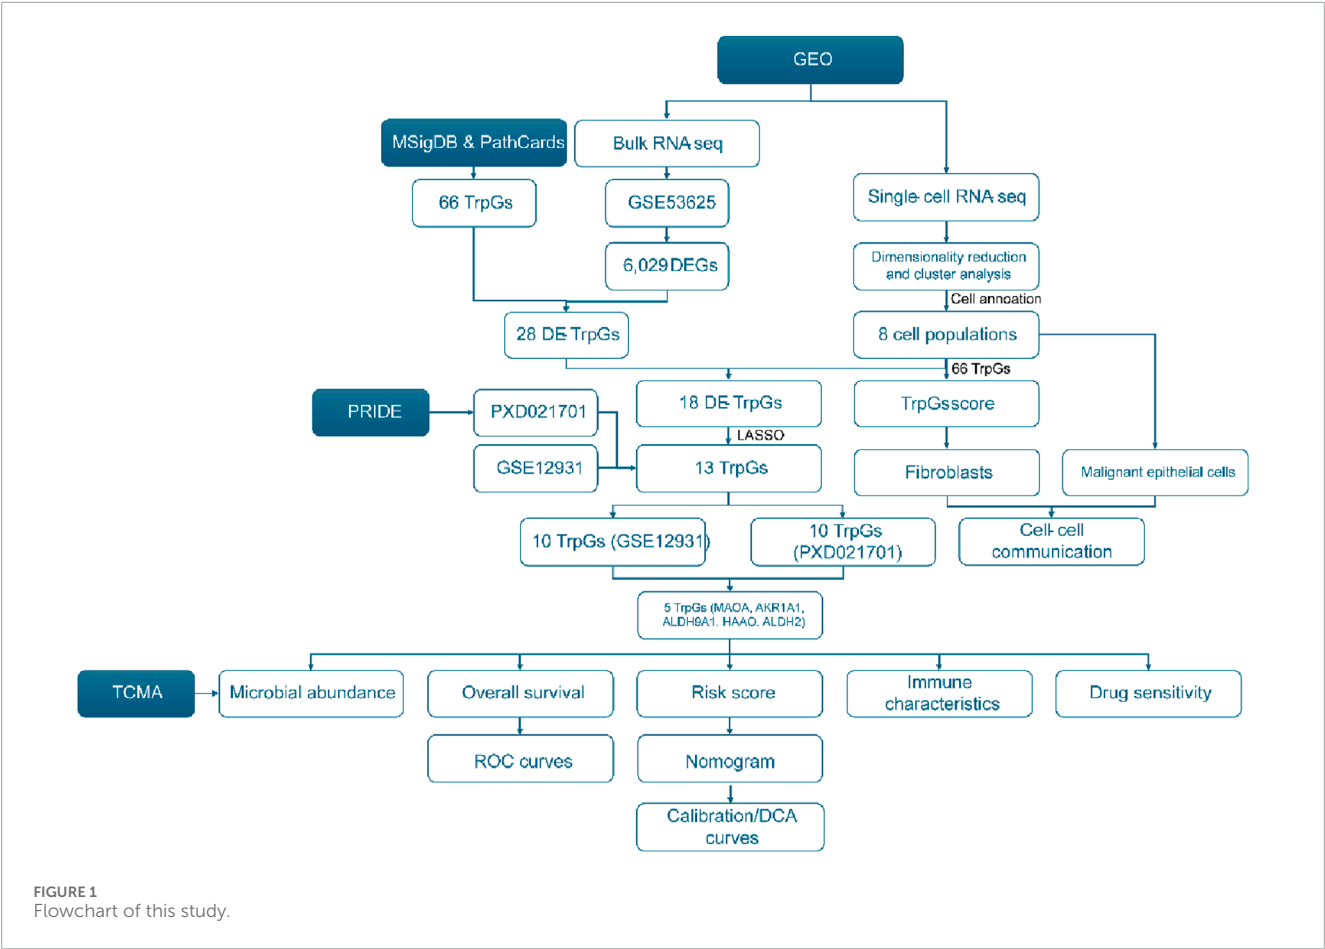 GEO
MSigDB & PathCards
Bulk RNA seq
66 TrpGs
GSE53625
Single-cell RNA seq
6,029 DEGs
Dimensionality reduction
and cluster analysis
Cell annoation
28 DE-TrpGs
8 cell populations
66 TrpGs
PRIDE
PXD021701
18 DE-TrpGs
TrpGsscore
LASSO
GSE12931
13 TrpGs
Fibroblasts
Malignant epithelial cells
10 TrpGs (GSE12931)
10 TrpGs
(PXD021701)
Cell-cell
communication
5 TrpGs (MAOA, AKR1A1,
ALDH9A1, HAAO, ALDH2)
TCMA
Microbial abundance
Overall survival
Risk score
Immune
characteristics
Drug sensitivity
ROC curves
Nomogram
Calibration/DCA
curves
FIGURE 1
Flowchart of this study.